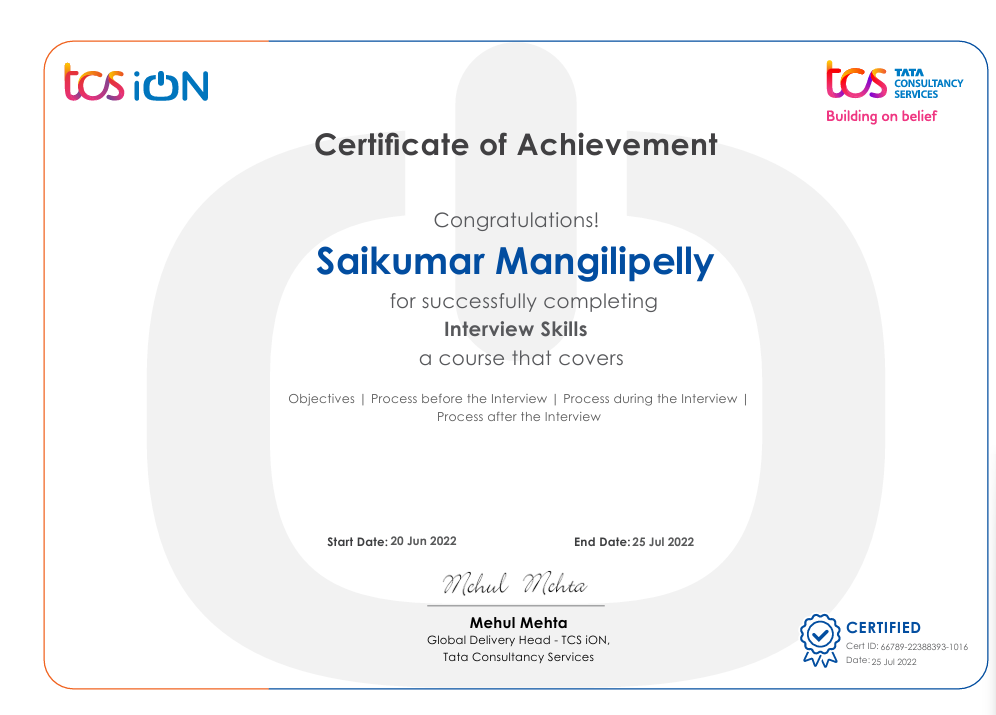 tcs iON
tcs TATA
CONSULTANCY
SERVICES
Building on belief
Certificate of Achievement
Congratulations!
Saikumar Mangilipelly
for successfully completing
Interview Skills
a course that covers
Objectives | Process before the Interview | Process during the Interview |
Process after the Interview
Start Date: 20 Jun 2022 End Date: 25 Jul 2022
Mehul Mehta
Mehul Mehta
Global Delivery Head - TCS iON,
Tata Consultancy Services
CERTIFIED
Cert ID: 66789-22388393-1016
Date: 25 Jul 2022